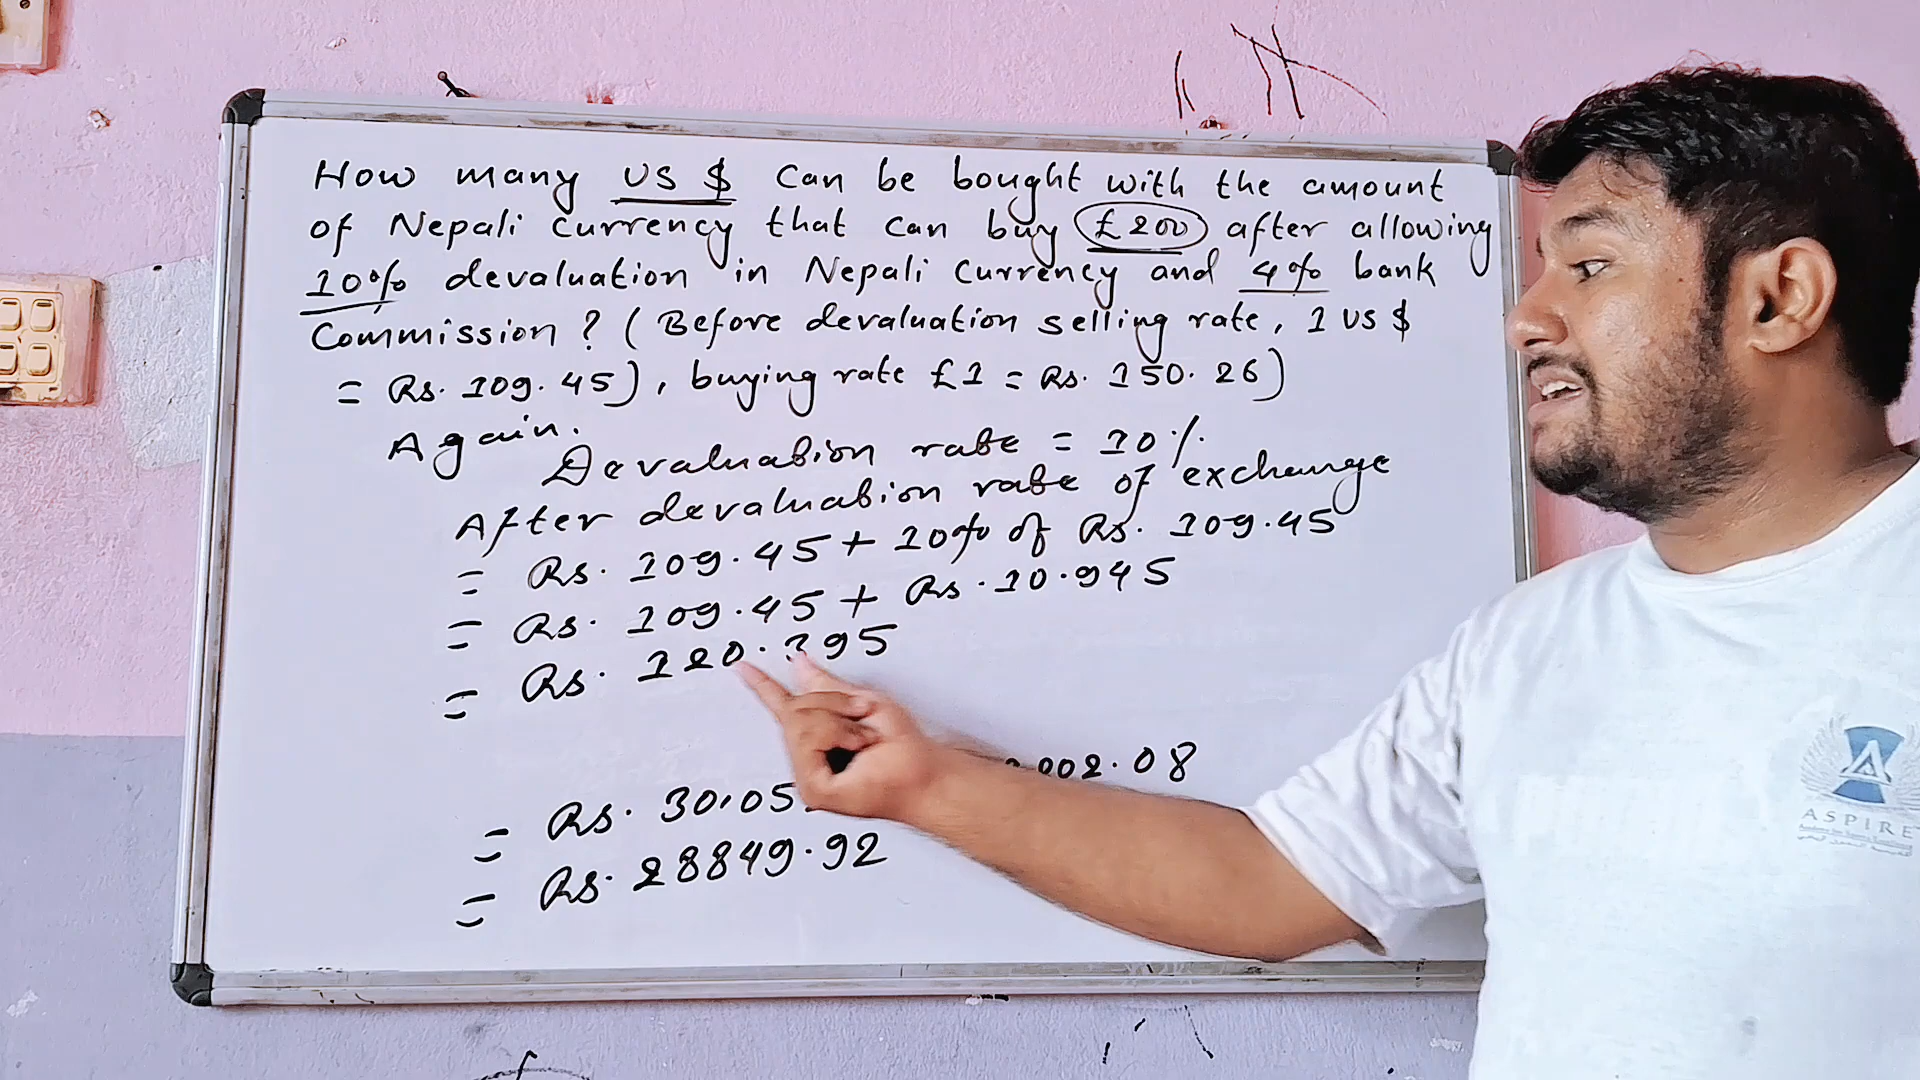 How many US $ can be bought with the amount
of Nepali currency that can buy £200 after allowing
10% devaluation in Nepali currency and 4% bank
Commission? (Before devaluation selling rate, 1 US $
= Rs. 109.45), buying rate £1 = Rs. 150.26)
Again.
Devaluation rate = 10%.
After devaluation rate of exchange
= Rs. 109.45 + 10% of Rs. 109.45
= Rs. 109.45 + Rs. 10.945
= Rs. 120.395
= Rs. 30,05
002.08
= Rs. 28849.92
A
ASPIRE